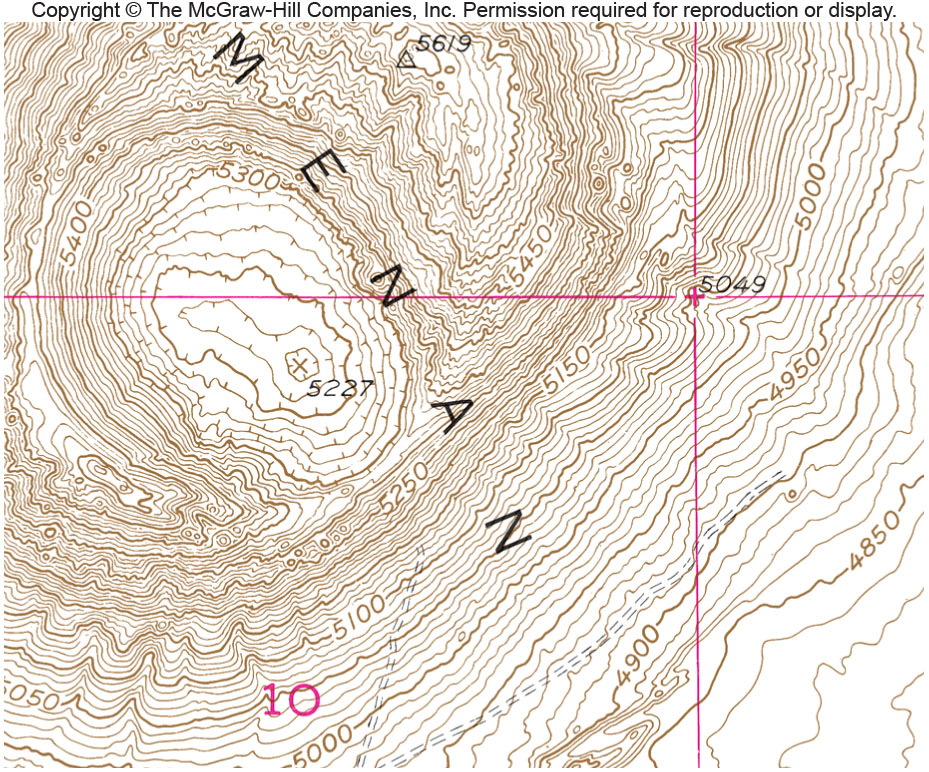 Copyright © The McGraw-Hill Companies, Inc. Permission required for reproduction or display.
M
5619
E
5300
5000
5400
5450
N
5049
5150
4950
5227
A
5250
N
4850
5100
4900
5050
10
5000